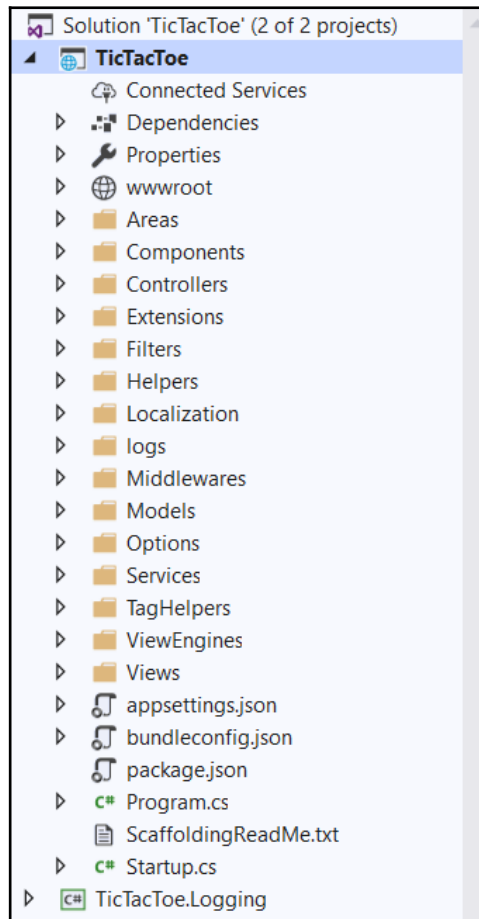 Solution 'TicTacToe' (2 of 2 projects)
TicTacToe
Connected Services
Dependencies
Properties
wwwroot
Areas
Components
Controllers
Extensions
Filters
Helpers
Localization
logs
Middlewares
Models
Options
Services
TagHelpers
ViewEngines
Views
appsettings.json
bundleconfig.json
package.json
C# Program.cs
ScaffoldingReadMe.txt
C# Startup.cs
C# TicTacToe.Logging